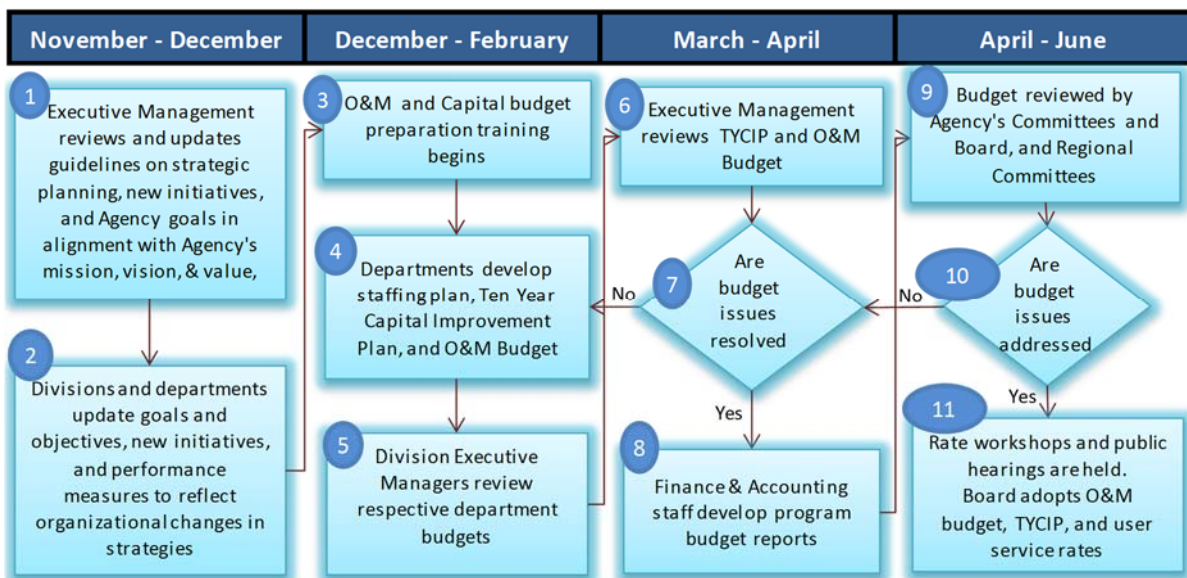 November - December
1
Executive Management
reviews and updates
guidelines on strategic
planning, new initiatives,
and Agency goals in
alignment with Agency's
mission, vision, & value,
2
Divisions and departments
update goals and
objectives, new initiatives,
and performance
measures to reflect
organizational changes in
strategies
December - February
3
O&M and Capital budget
preparation training
begins
4
Departments develop
staffing plan, Ten Year
Capital Improvement
Plan, and O&M Budget
5
Division Executive
Managers review
respective department
budgets
March - April
6
Executive Management
reviews TYCIP and O&M
Budget
7
Are
budget
issues
resolved
No
Yes
8
Finance & Accounting
staff develop program
budget reports
April - June
9
Budget reviewed by
Agency's Committees and
Board, and Regional
Committees
10
Are
budget
issues
addressed
No
Yes
11
Rate workshops and public
hearings are held.
Board adopts O&M
budget, TYCIP, and user
service rates